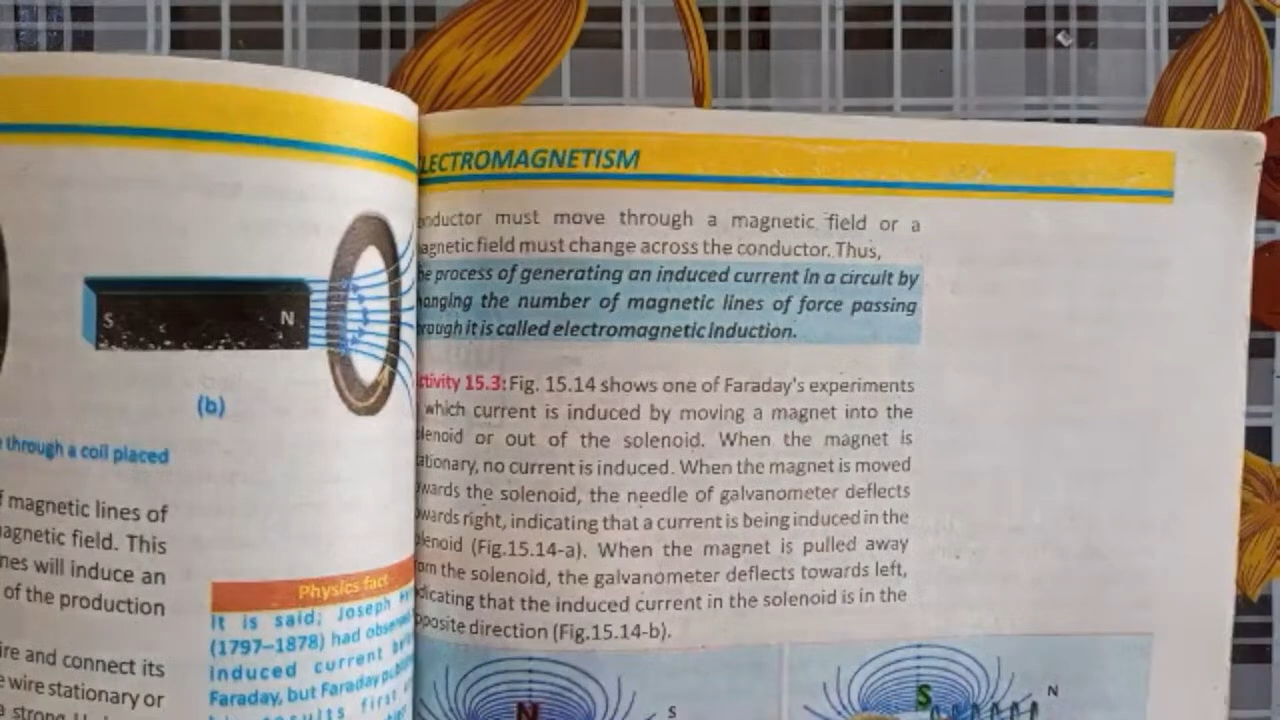 S N
(b)
through a coil placed
magnetic lines of
agnetic field. This
nes will induce an
of the production
ire and connect its
wire stationary or
a strong
Physics fact
It is said; Joseph
(1797–1878) had observed
induced current
Faraday, but Faraday
results first
LECTROMAGNETISM
onductor must move through a magnetic field or a
agnetic field must change across the conductor. Thus,
he process of generating an induced current in a circuit by
hanging the number of magnetic lines of force passing
rough it is called electromagnetic Induction.
ctivity 15.3: Fig. 15.14 shows one of Faraday's experiments
which current is induced by moving a magnet into the
lenoid or out of the solenoid. When the magnet is
ationary, no current is induced. When the magnet is moved
wards the solenoid, the needle of galvanometer deflects
wards right, indicating that a current is being induced in the
lenoid (Fig.15.14-a). When the magnet is pulled away
om the solenoid, the galvanometer deflects towards left,
dicating that the induced current in the solenoid is in the
pposite direction (Fig.15.14-b).
N S
S N